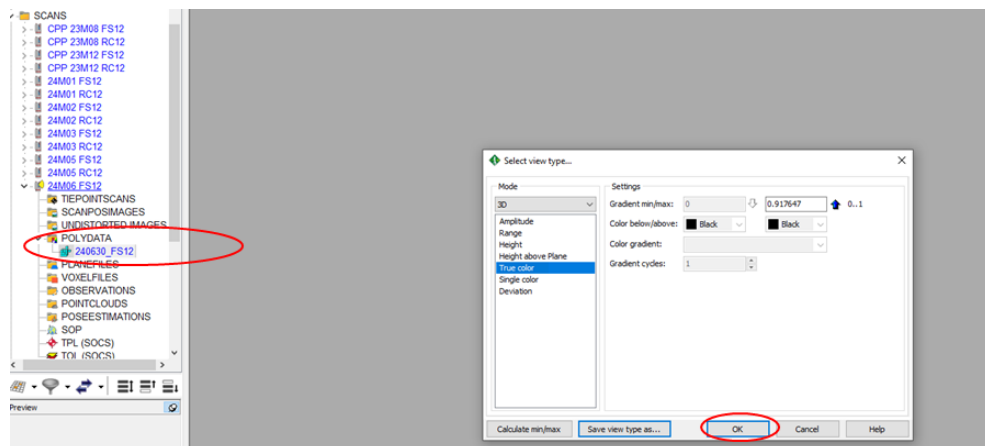 SCANS
CPP 23M08 FS12
CPP 23M08 RC12
CPP 23M12 FS12
CPP 23M12 RC12
24M01 FS12
24M01 RC12
24M02 FS12
24M02 RC12
24M03 FS12
24M03 RC12
24M05 FS12
24M05 RC12
24M06 FS12
TIEPOINTSCANS
SCANPOSIMAGES
UNDISTORTED IMAGES
POLYDATA
240630_FS12
PLANEFILES
VOXELFILES
OBSERVATIONS
POINTCLOUDS
POSEESTIMATIONS
SOP
TPL (SOCS)
TOL (SOCS)
Preview
Select view type...
Mode
3D
Amplitude
Range
Height
Height above Plane
True color
Single color
Deviation
Settings
Gradient min/max: 0 0.917647 0..1
Color below/above: Black Black
Color gradient:
Gradient cycles: 1
Calculate min/max Save view type as... OK Cancel Help